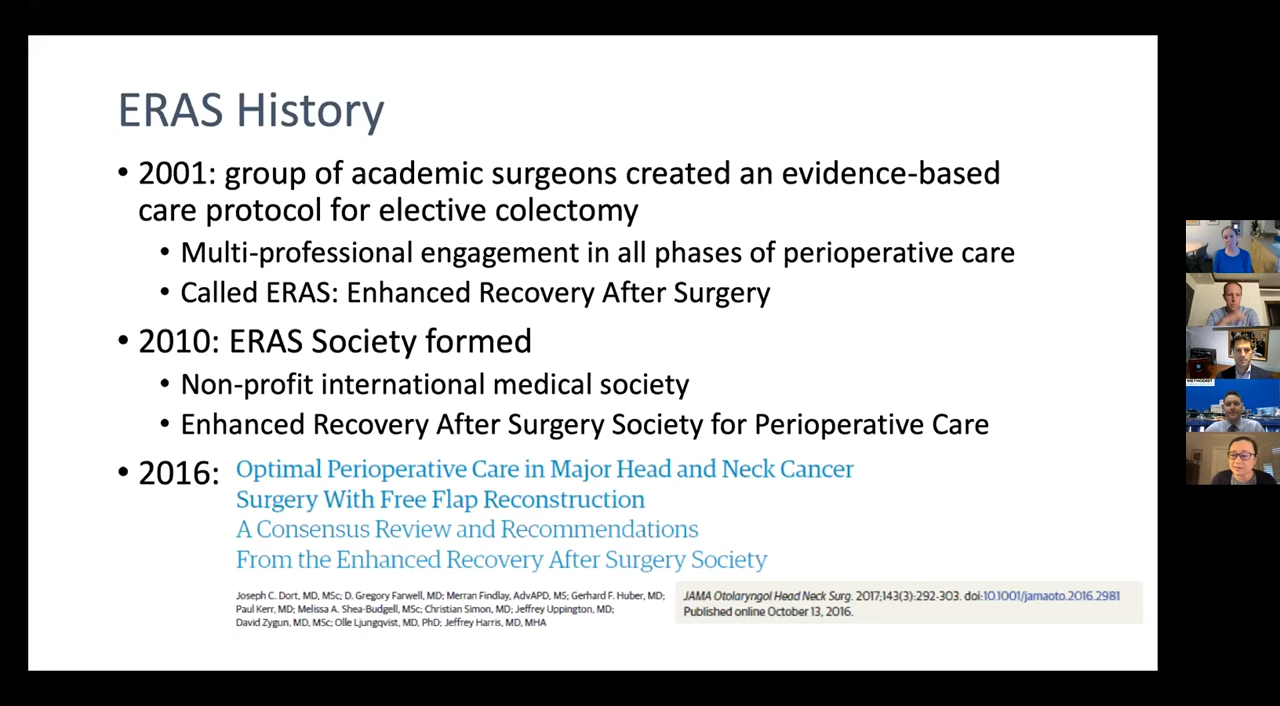 ERAS History
• 2001: group of academic surgeons created an evidence-based
care protocol for elective colectomy
• Multi-professional engagement in all phases of perioperative care
• Called ERAS: Enhanced Recovery After Surgery
• 2010: ERAS Society formed
• Non-profit international medical society
• Enhanced Recovery After Surgery Society for Perioperative Care
• 2016: Optimal Perioperative Care in Major Head and Neck Cancer
Surgery With Free Flap Reconstruction
A Consensus Review and Recommendations
From the Enhanced Recovery After Surgery Society
Joseph C. Dort, MD, MSc; D. Gregory Farwell, MD; Merran Findlay, AdvAPD, MS; Gerhard F. Huber, MD;
Paul Kerr, MD; Melissa A. Shea-Budgell, MSc; Christian Simon, MD; Jeffrey Uppington, MD;
David Zygun, MD, MSc; Olle Ljungqvist, MD, PhD; Jeffrey Harris, MD, MHA
JAMA Otolaryngol Head Neck Surg. 2017;143(3):292-303. doi:10.1001/jamaoto.2016.2981
Published online October 13, 2016.
METHODIST